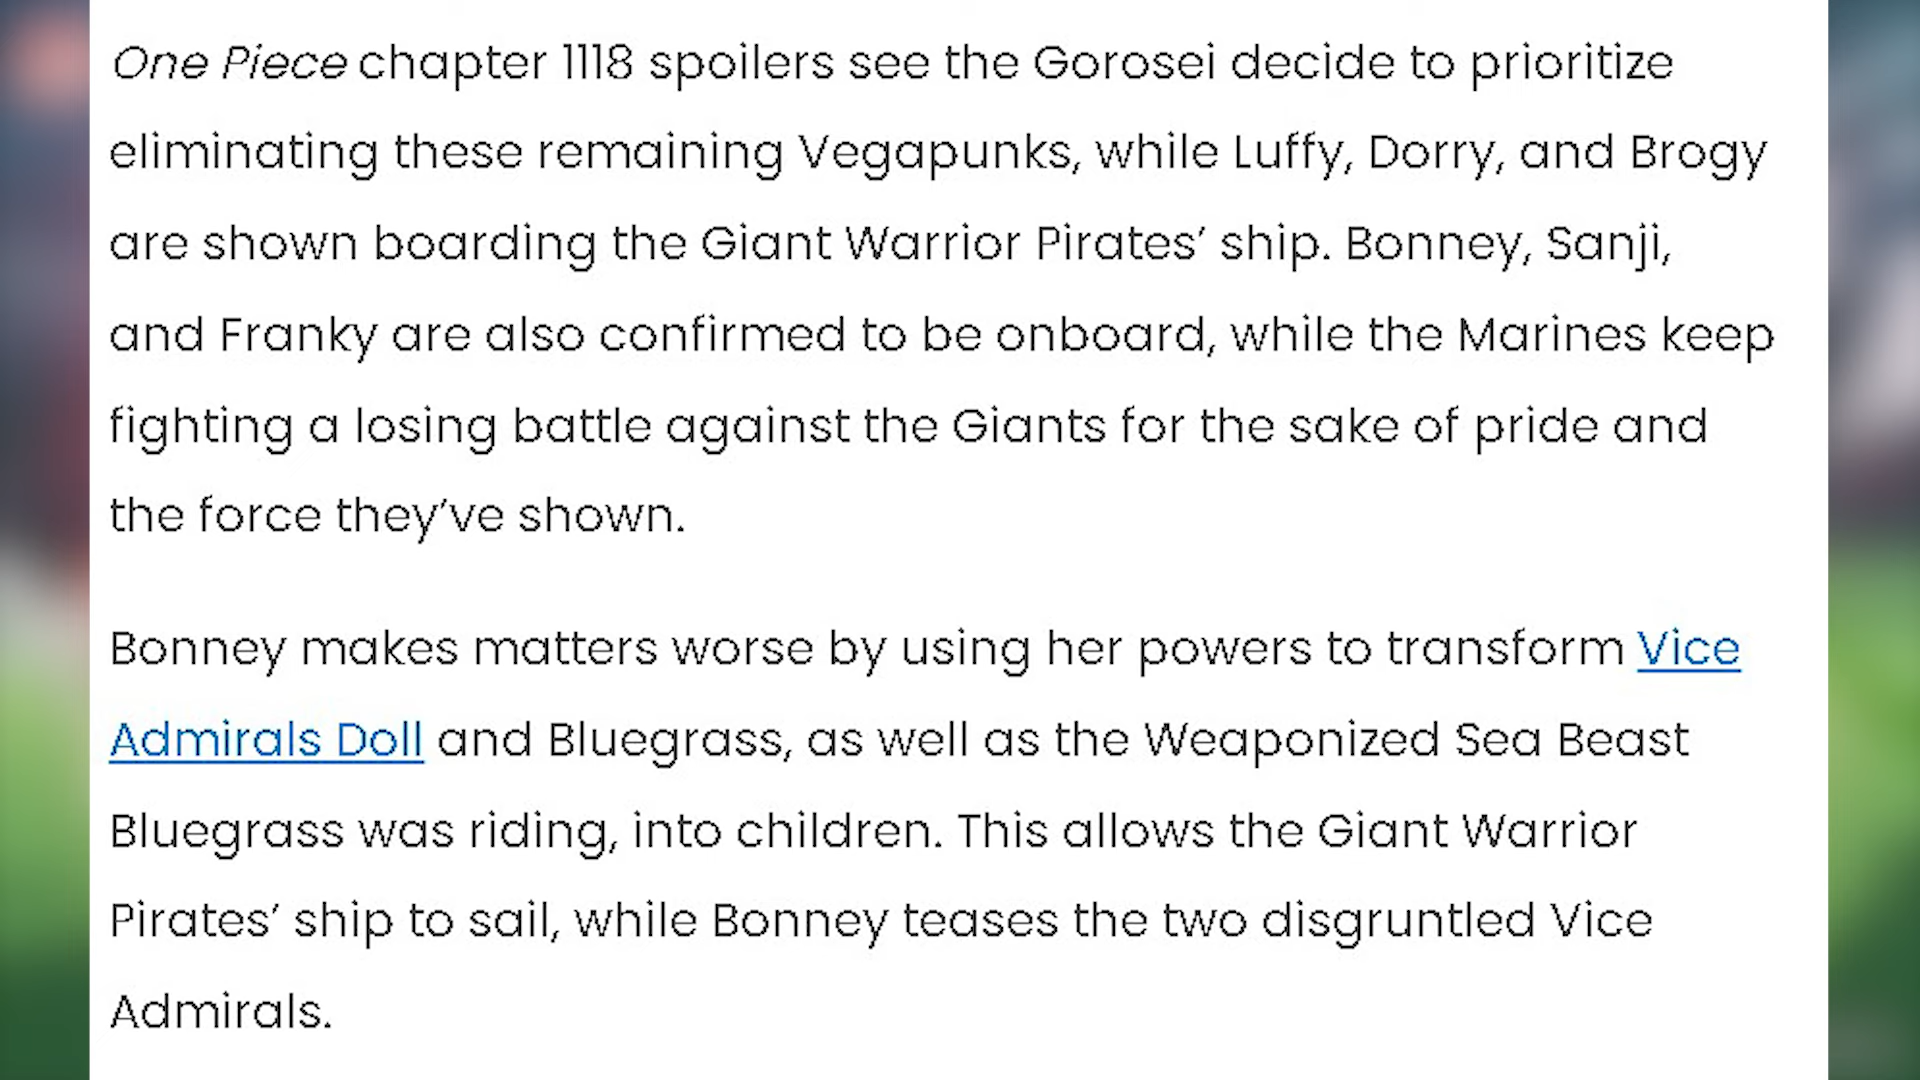 One Piece chapter 1118 spoilers see the Gorosei decide to prioritize
eliminating these remaining Vegapunks, while Luffy, Dorry, and Brogy
are shown boarding the Giant Warrior Pirates’ ship. Bonney, Sanji,
and Franky are also confirmed to be onboard, while the Marines keep
fighting a losing battle against the Giants for the sake of pride and
the force they’ve shown.
Bonney makes matters worse by using her powers to transform Vice
Admirals Doll and Bluegrass, as well as the Weaponized Sea Beast
Bluegrass was riding, into children. This allows the Giant Warrior
Pirates’ ship to sail, while Bonney teases the two disgruntled Vice
Admirals.